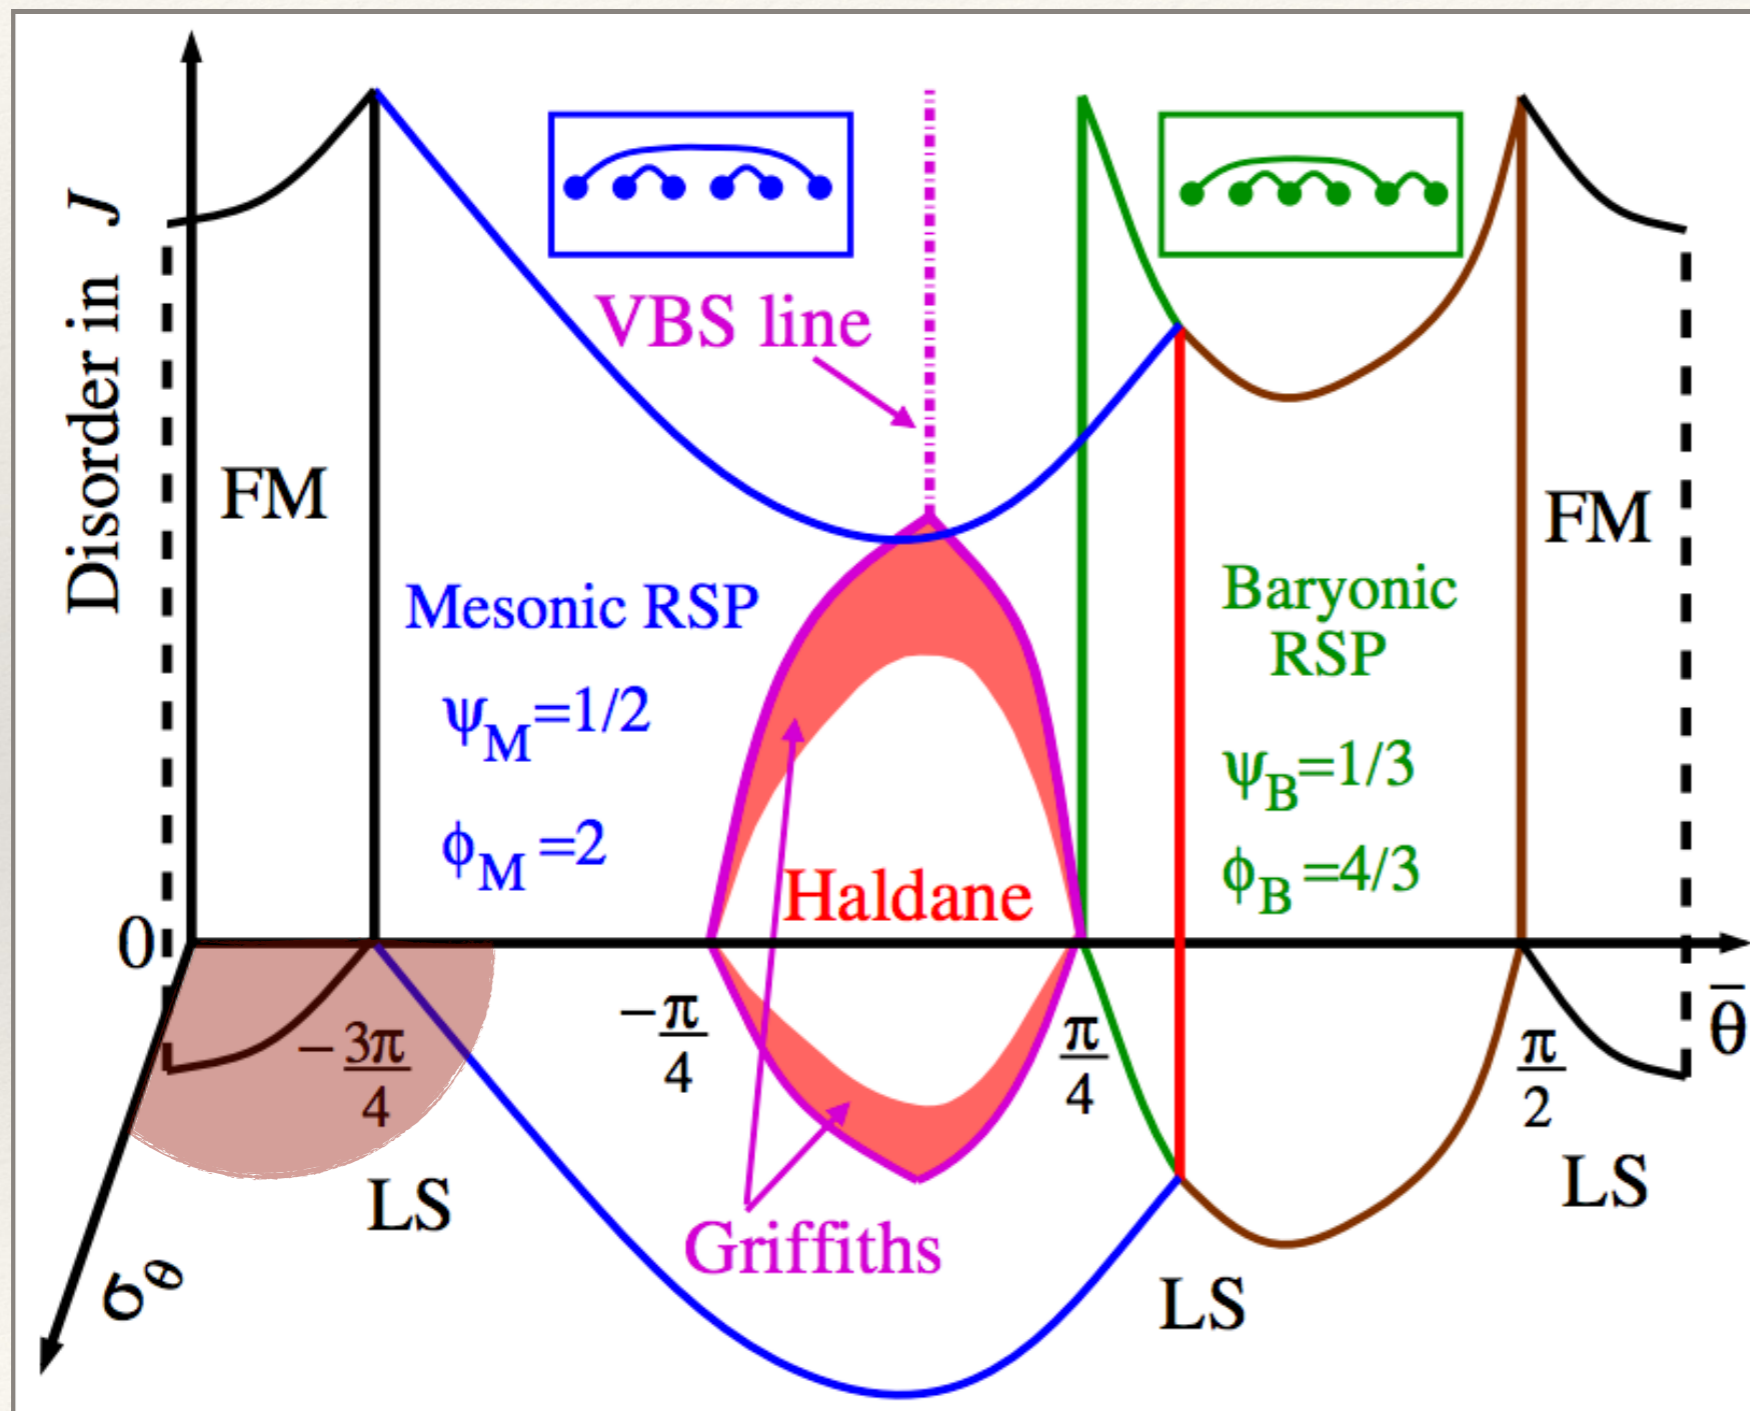 Disorder in J
VBS line
FM
FM
Mesonic RSP
ψM=1/2
ϕM=2
Baryonic
RSP
ψB=1/3
ϕB=4/3
Haldane
0
−3π/4
−π/4
π/4
π/2
θ̄
LS
LS
LS
Griffiths
σθ